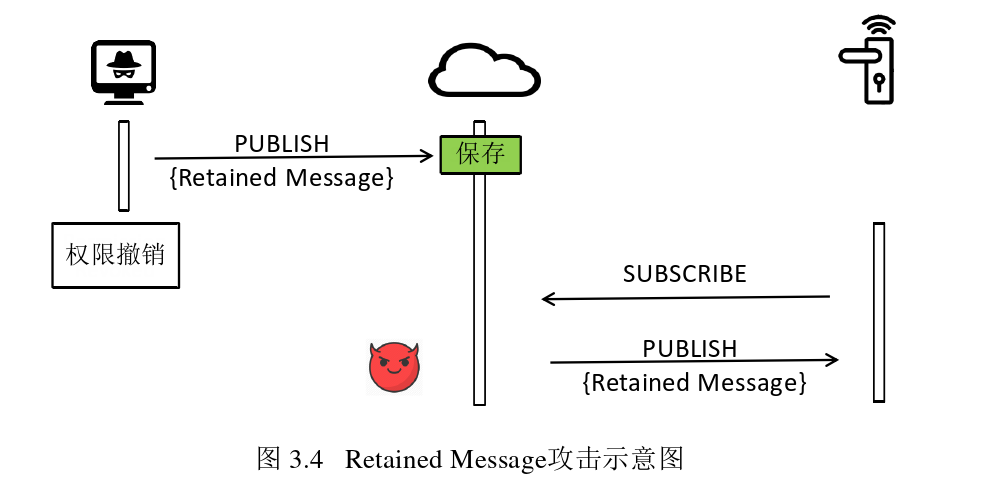 PUBLISH
保存
{Retained Message}
权限撤销
SUBSCRIBE
PUBLISH
{Retained Message}
图 3.4 Retained Message攻击示意图